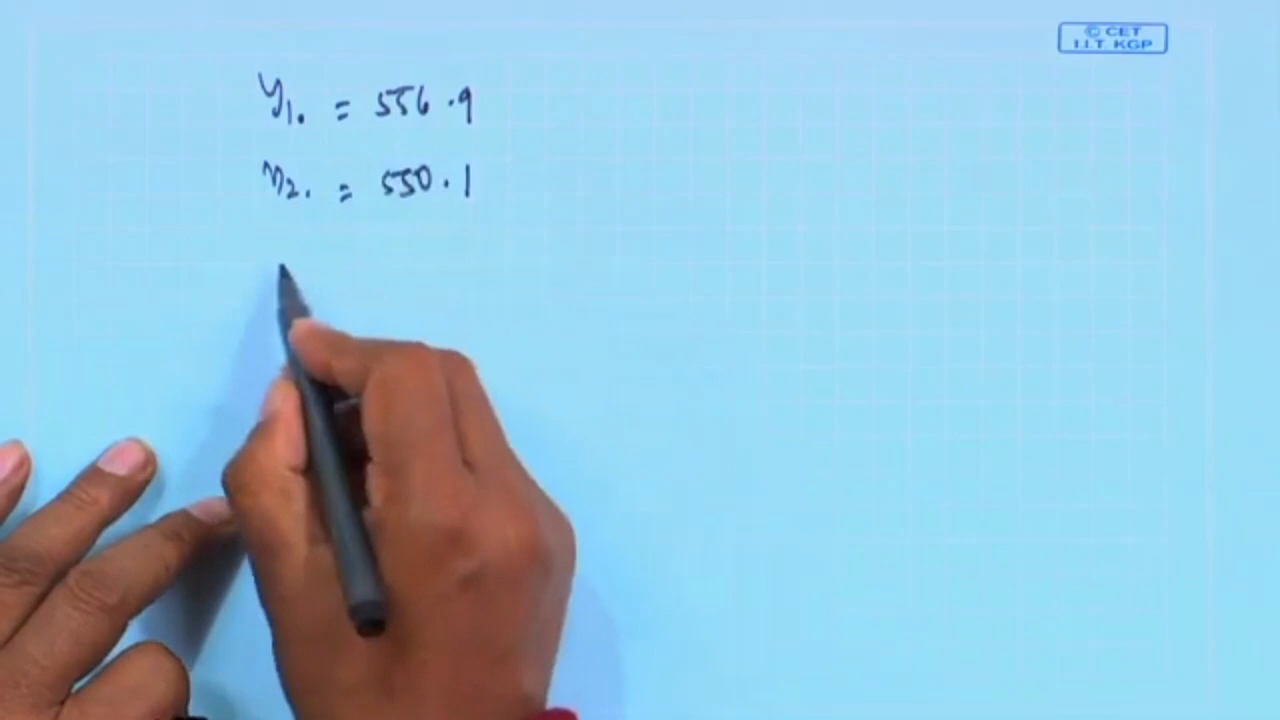 © CET
I.I.T. KGP
y1. = 556.9
y2. = 550.1